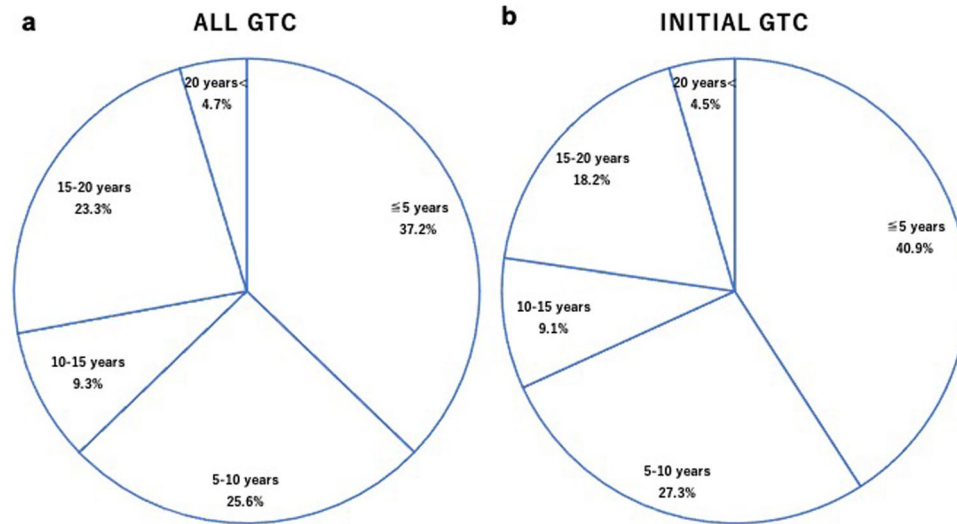 a
ALL GTC
20 years<
4.7%
15-20 years
23.3%
≦5 years
37.2%
10-15 years
9.3%
5-10 years
25.6%
b
INITIAL GTC
20 years<
4.5%
15-20 years
18.2%
≦5 years
40.9%
10-15 years
9.1%
5-10 years
27.3%